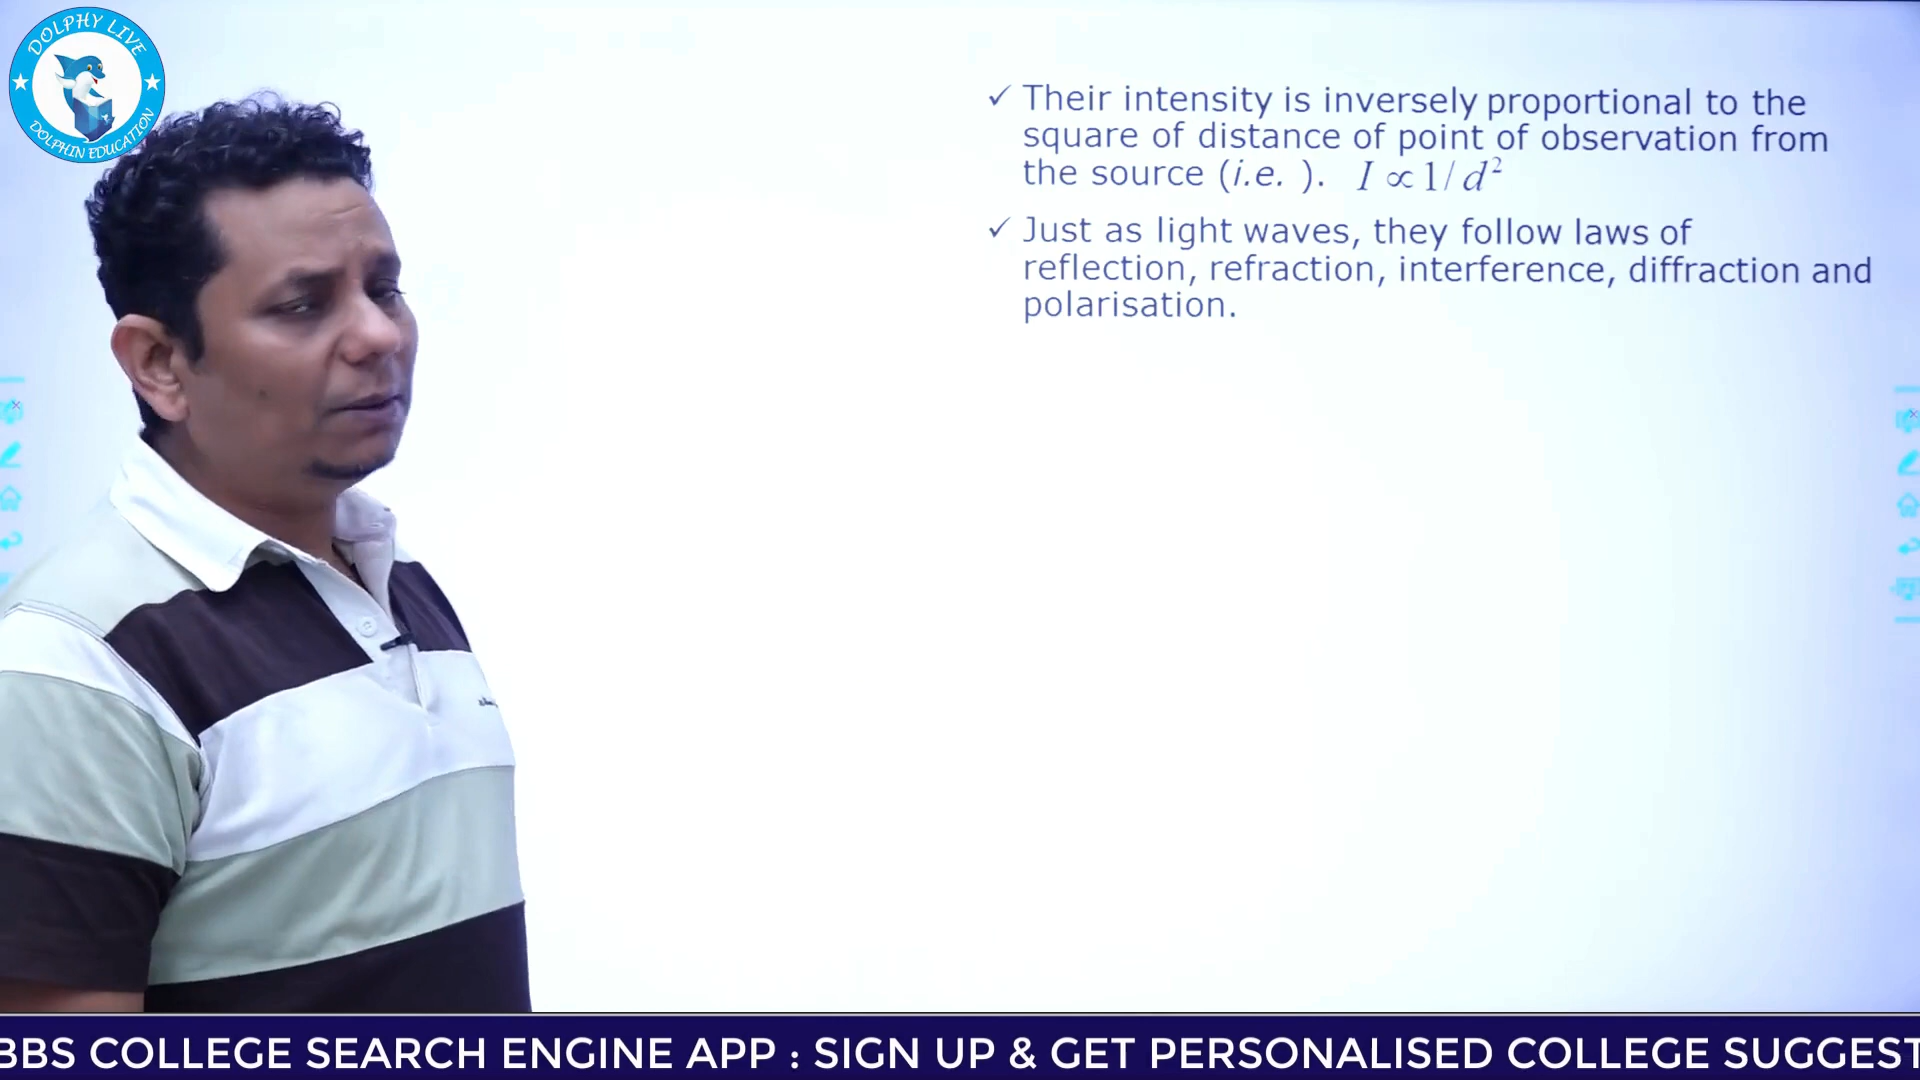 DOLPHY LIVE
DOLPHIN EDUCATION
✓ Their intensity is inversely proportional to the
square of distance of point of observation from
the source (i.e. ). I ∝ 1/d²
✓ Just as light waves, they follow laws of
reflection, refraction, interference, diffraction and
polarisation.
BBS COLLEGE SEARCH ENGINE APP : SIGN UP & GET PERSONALISED COLLEGE SUGGEST